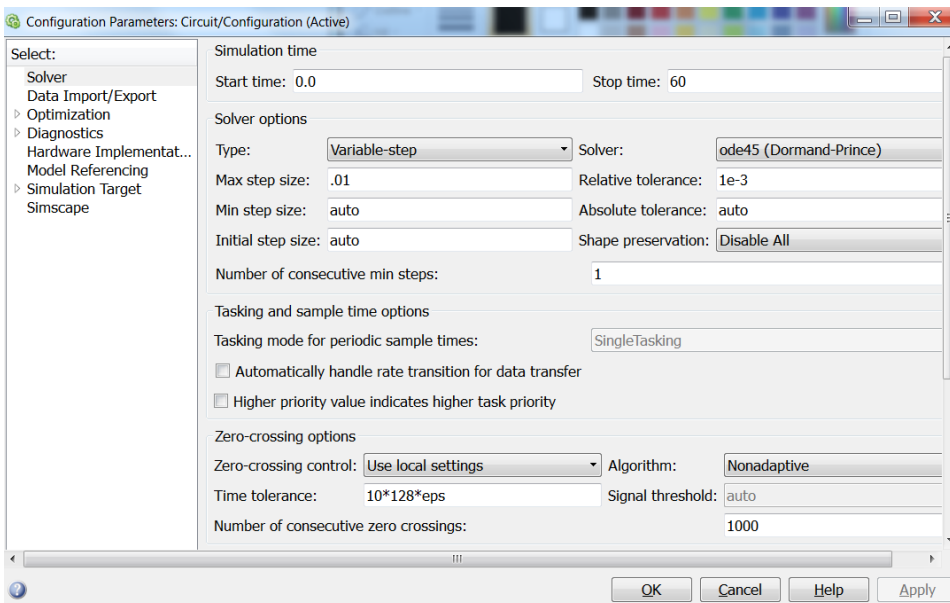 Configuration Parameters: Circuit/Configuration (Active)
Select:
Solver
Data Import/Export
Optimization
Diagnostics
Hardware Implementat...
Model Referencing
Simulation Target
Simscape
Simulation time
Start time: 0.0 Stop time: 60
Solver options
Type: Variable-step Solver: ode45 (Dormand-Prince)
Max step size: .01 Relative tolerance: 1e-3
Min step size: auto Absolute tolerance: auto
Initial step size: auto Shape preservation: Disable All
Number of consecutive min steps: 1
Tasking and sample time options
Tasking mode for periodic sample times: SingleTasking
Automatically handle rate transition for data transfer
Higher priority value indicates higher task priority
Zero-crossing options
Zero-crossing control: Use local settings Algorithm: Nonadaptive
Time tolerance: 10*128*eps Signal threshold: auto
Number of consecutive zero crossings: 1000
OK Cancel Help Apply